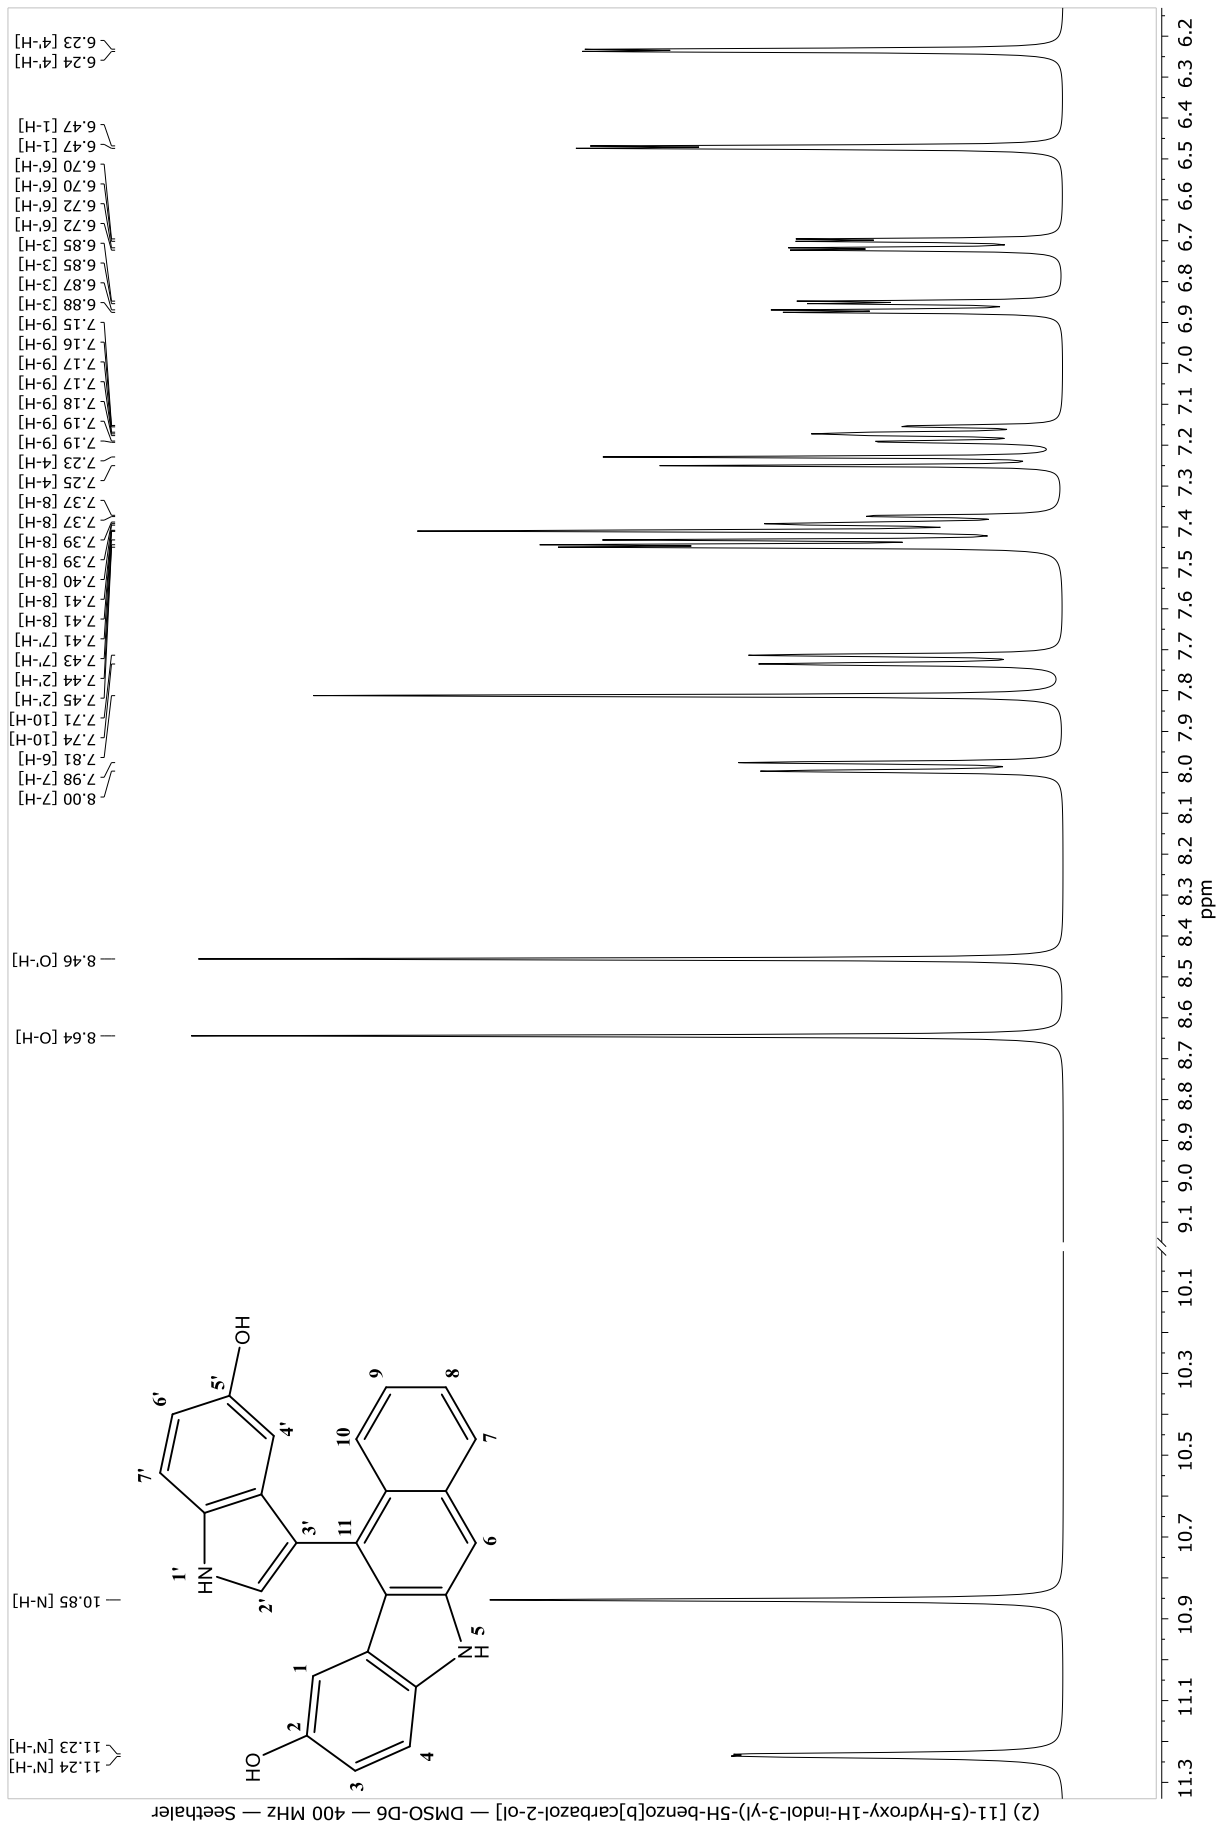 (2) [11-(5-Hydroxy-1H-indol-3-yl)-5H-benzo[b]carbazol-2-ol] — DMSO-D6 — 400 MHz — Seethaler
11.24 [N'-H]
11.23 [N'-H]
10.85 [N-H]
8.64 [O-H]
8.46 [O'-H]
8.00 [7-H]
7.98 [7-H]
7.81 [6-H]
7.74 [10-H]
7.71 [10-H]
7.45 [2'-H]
7.44 [2'-H]
7.43 [7'-H]
7.41 [7'-H]
7.41 [8-H]
7.41 [8-H]
7.40 [8-H]
7.39 [8-H]
7.39 [8-H]
7.37 [8-H]
7.37 [8-H]
7.25 [4-H]
7.23 [4-H]
7.19 [9-H]
7.19 [9-H]
7.18 [9-H]
7.17 [9-H]
7.17 [9-H]
7.16 [9-H]
7.15 [9-H]
6.88 [3-H]
6.87 [3-H]
6.85 [3-H]
6.85 [3-H]
6.72 [6'-H]
6.72 [6'-H]
6.70 [6'-H]
6.70 [6'-H]
6.47 [1-H]
6.47 [1-H]
6.24 [4'-H]
6.23 [4'-H]
HO
2
3
1
4
NH
5
6
7
8
9
10
11
HN
1'
2'
3'
4'
5'
6'
7'
OH
11.3 11.1 10.9 10.7 10.5 10.3 10.1 9.1 9.0 8.9 8.8 8.7 8.6 8.5 8.4 8.3 8.2 8.1 8.0 7.9 7.8 7.7 7.6 7.5 7.4 7.3 7.2 7.1 7.0 6.9 6.8 6.7 6.6 6.5 6.4 6.3 6.2
ppm